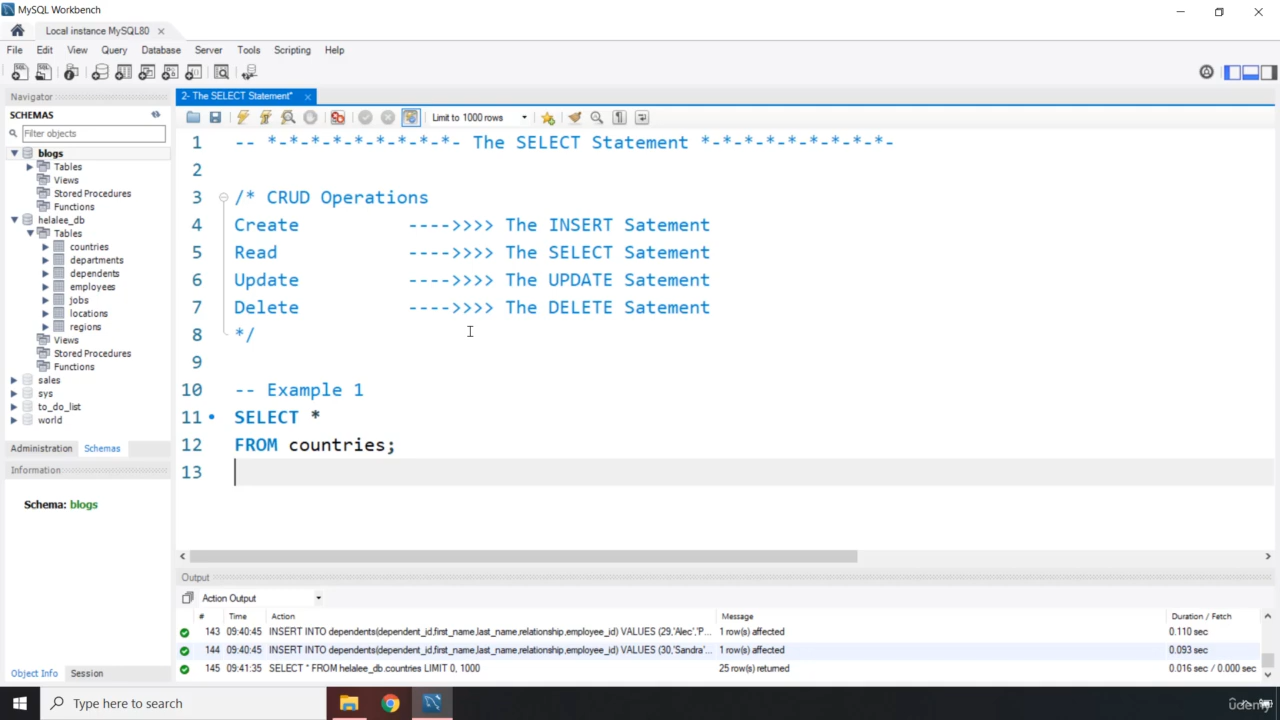 MySQL Workbench
Local instance MySQL80
File Edit View Query Database Server Tools Scripting Help
Navigator
SCHEMAS
Filter objects
blogs
Tables
Views
Stored Procedures
Functions
helalee_db
Tables
countries
departments
dependents
employees
jobs
locations
regions
Views
Stored Procedures
Functions
sales
sys
to_do_list
world
Administration Schemas
Information
Schema: blogs
Object Info Session
2- The SELECT Statement*
Limit to 1000 rows
1 -- *-*-*-*-*-*-*-*-*- The SELECT Statement *-*-*-*-*-*-*-*-*-
2
3 /* CRUD Operations
4 Create ---->>>> The INSERT Satement
5 Read ---->>>> The SELECT Satement
6 Update ---->>>> The UPDATE Satement
7 Delete ---->>>> The DELETE Satement
8 */
9
10 -- Example 1
11 SELECT *
12 FROM countries;
13
Output
Action Output
# Time Action Message Duration / Fetch
143 09:40:45 INSERT INTO dependents(dependent_id,first_name,last_name,relationship,employee_id) VALUES (29,'Alec','P... 1 row(s) affected 0.110 sec
144 09:40:45 INSERT INTO dependents(dependent_id,first_name,last_name,relationship,employee_id) VALUES (30,'Sandra'... 1 row(s) affected 0.093 sec
145 09:41:35 SELECT * FROM helalee_db.countries LIMIT 0, 1000 25 row(s) returned 0.016 sec / 0.000 sec
Type here to search
udemy